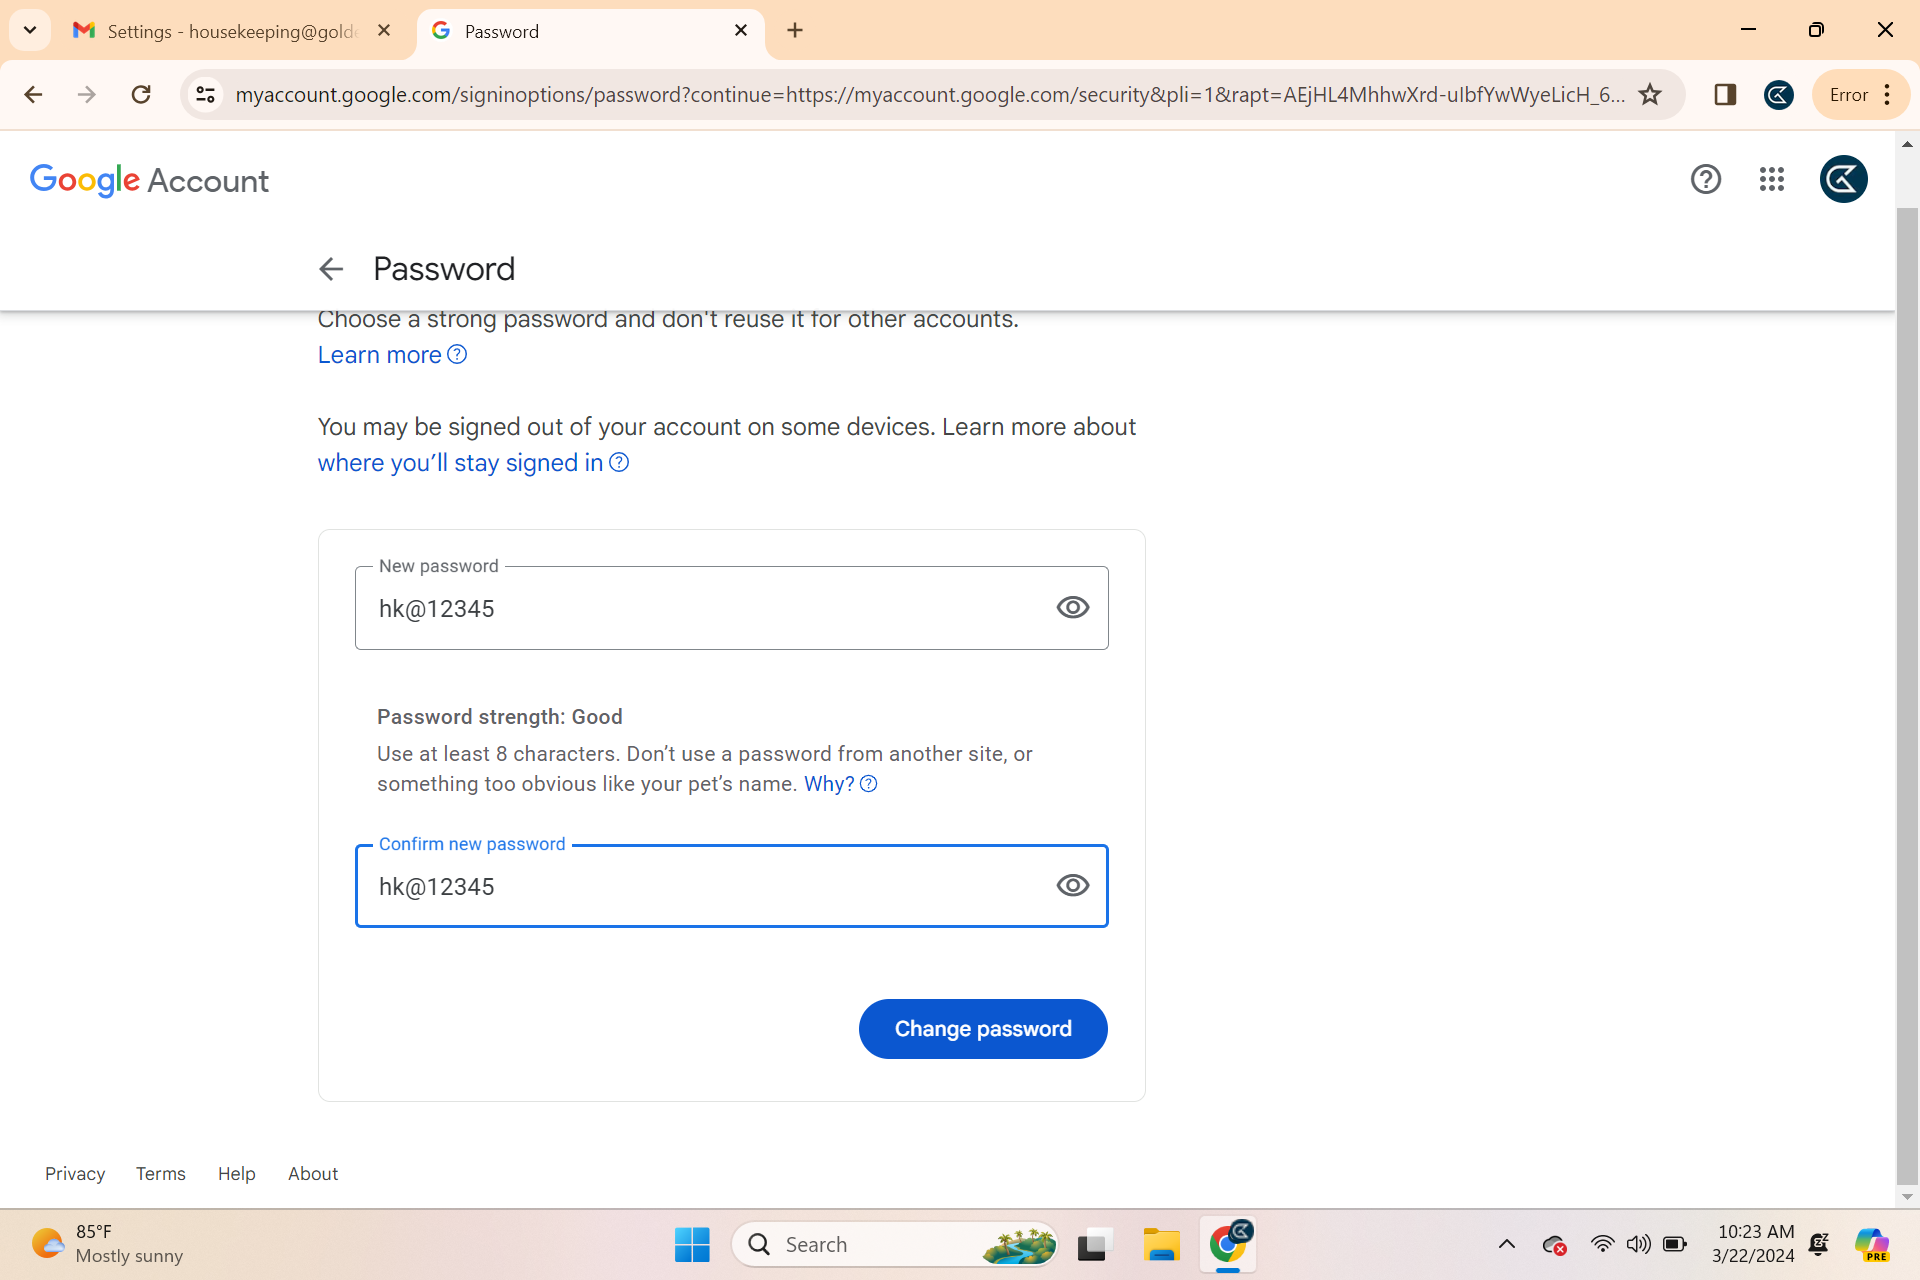 Settings - housekeeping@golde
Password
myaccount.google.com/signinoptions/password?continue=https://myaccount.google.com/security&pli=1&rapt=AEjHL4MhhwXrd-uIbfYwWyeLicH_6...
Error
Google Account
Password
Choose a strong password and don't reuse it for other accounts.
Learn more
You may be signed out of your account on some devices. Learn more about
where you’ll stay signed in
New password
hk@12345
Password strength: Good
Use at least 8 characters. Don’t use a password from another site, or
something too obvious like your pet’s name. Why?
Confirm new password
hk@12345
Change password
Privacy Terms Help About
85°F
Mostly sunny
Search
10:23 AM
3/22/2024
PRE